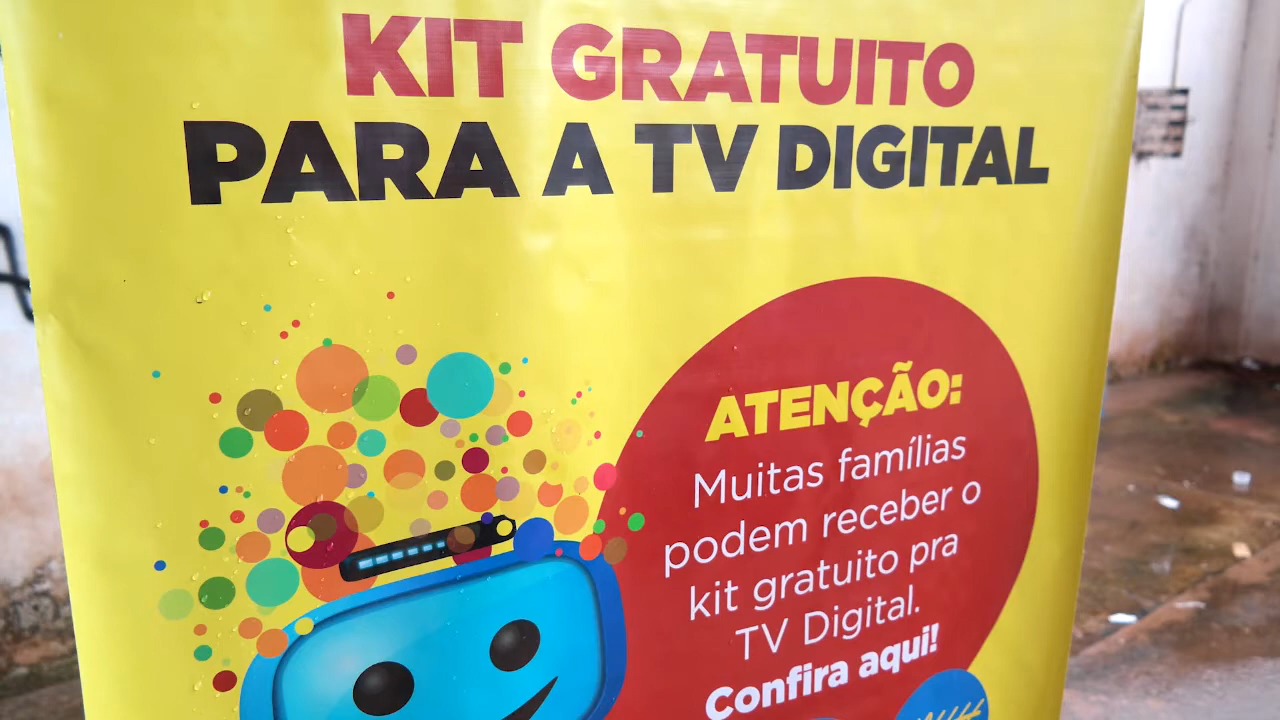 KIT GRATUITO
PARA A TV DIGITAL
ATENÇÃO:
Muitas famílias
podem receber o
kit gratuito pra
TV Digital.
Confira aqui!